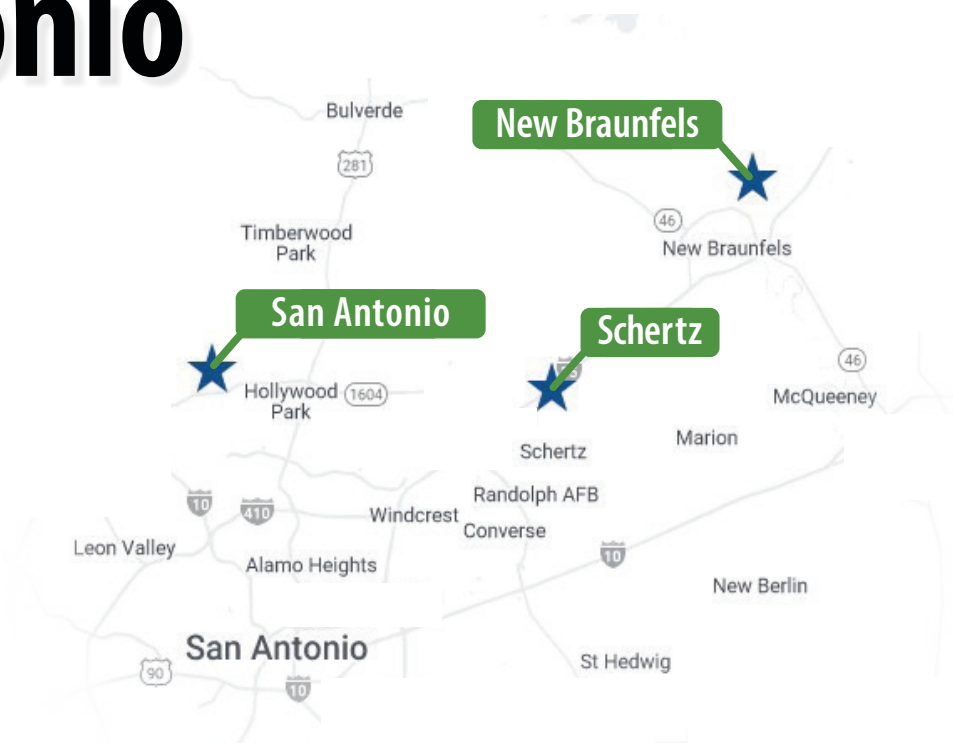 onio
Bulverde
New Braunfels
281
46
Timberwood
Park
New Braunfels
San Antonio
Schertz
46
Hollywood
Park
1604
McQueeney
Marion
Schertz
Randolph AFB
10
410
Windcrest
Converse
Leon Valley
Alamo Heights
10
New Berlin
San Antonio
St Hedwig
90
10